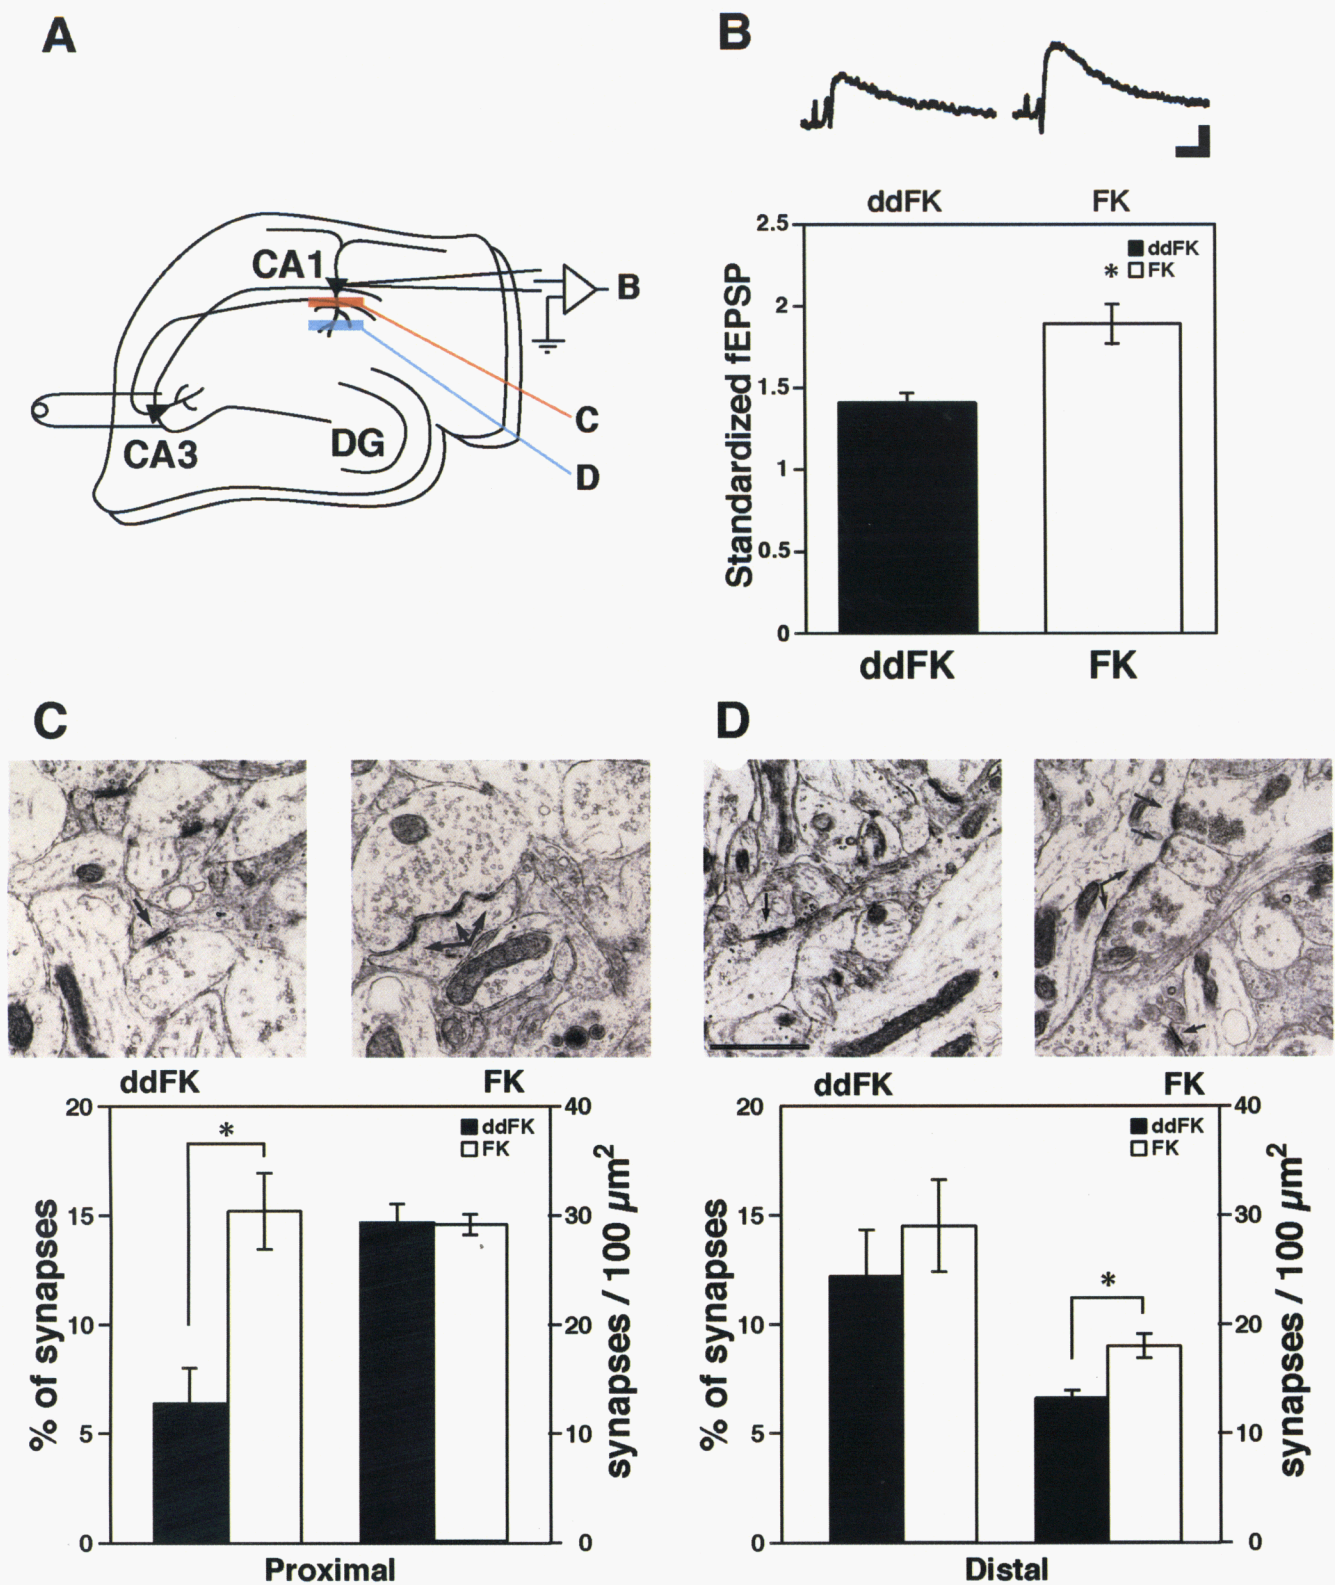 A
CA1
CA3
DG
B
C
D
B
ddFK
FK
2.5
2
1.5
1
0.5
0
Standardized fEPSP
ddFK
* FK
ddFK
FK
C
ddFK
FK
20
15
10
5
0
% of synapses
*
ddFK
FK
40
30
20
10
0
synapses / 100 µm²
Proximal
D
ddFK
FK
20
15
10
5
0
% of synapses
*
ddFK
FK
40
30
20
10
0
synapses / 100 µm²
Distal